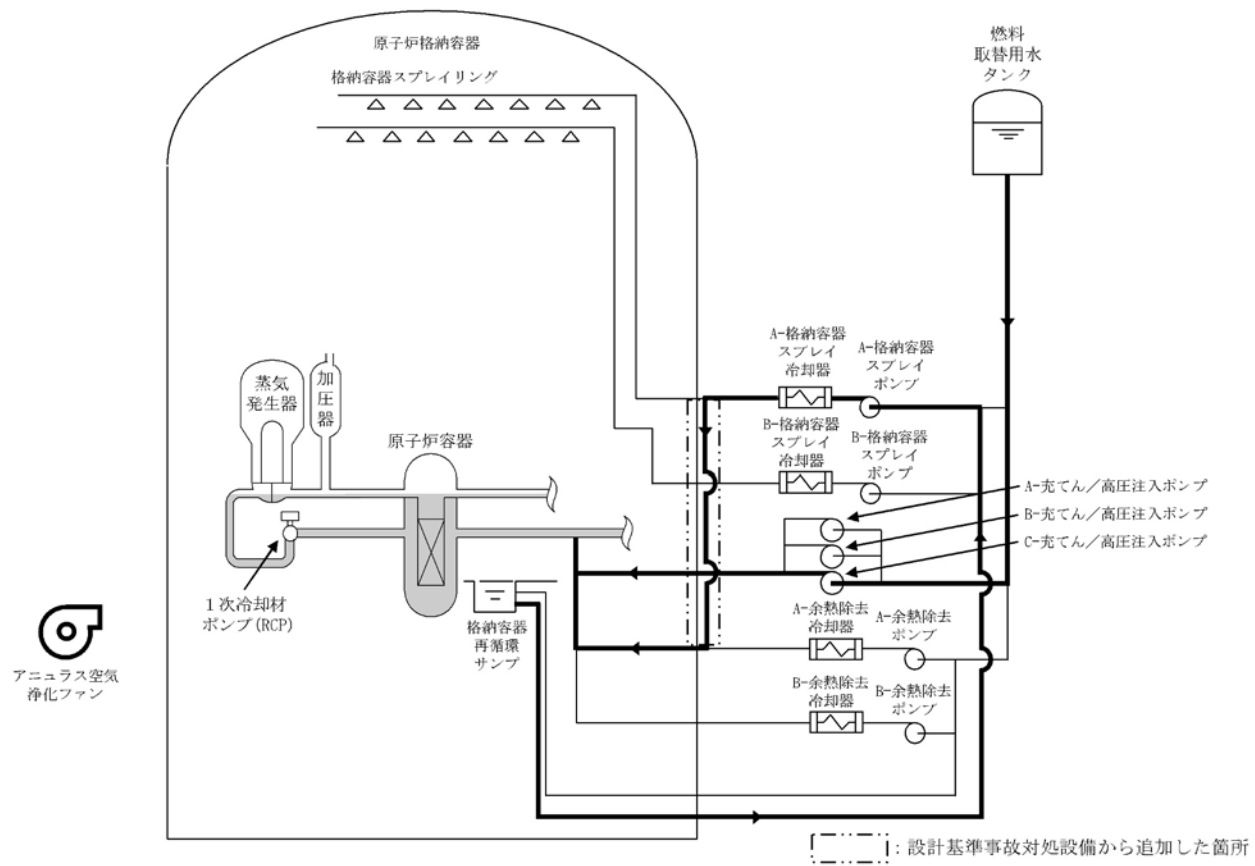 原子炉格納容器
格納容器スプレイリング
燃料
取替用水
タンク
A-格納容器
スプレイ
冷却器
A-格納容器
スプレイ
ポンプ
B-格納容器
スプレイ
冷却器
B-格納容器
スプレイ
ポンプ
蒸気
発生器
加
圧
器
原子炉容器
A-充てん／高圧注入ポンプ
B-充てん／高圧注入ポンプ
C-充てん／高圧注入ポンプ
1次冷却材
ポンプ(RCP)
格納容器
再循環
サンプ
A-余熱除去
冷却器
A-余熱除去
ポンプ
B-余熱除去
冷却器
B-余熱除去
ポンプ
アニュラス空気
浄化ファン
：設計基準事故対処設備から追加した箇所